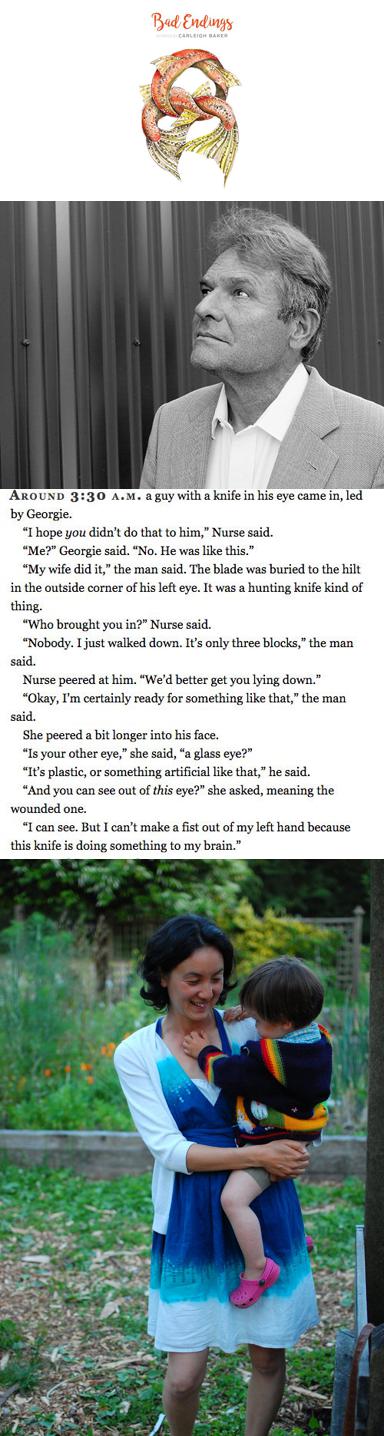 Bad Endings
CARLEIGH BAKER
AROUND 3:30 A.M. a guy with a knife in his eye came in, led
by Georgie.
“I hope you didn’t do that to him,” Nurse said.
“Me?” Georgie said. “No. He was like this.”
“My wife did it,” the man said. The blade was buried to the hilt
in the outside corner of his left eye. It was a hunting knife kind of
thing.
“Who brought you in?” Nurse said.
“Nobody. I just walked down. It’s only three blocks,” the man
said.
Nurse peered at him. “We’d better get you lying down.”
“Okay, I’m certainly ready for something like that,” the man
said.
She peered a bit longer into his face.
“Is your other eye,” she said, “a glass eye?”
“It’s plastic, or something artificial like that,” he said.
“And you can see out of this eye?” she asked, meaning the
wounded one.
“I can see. But I can’t make a fist out of my left hand because
this knife is doing something to my brain.”